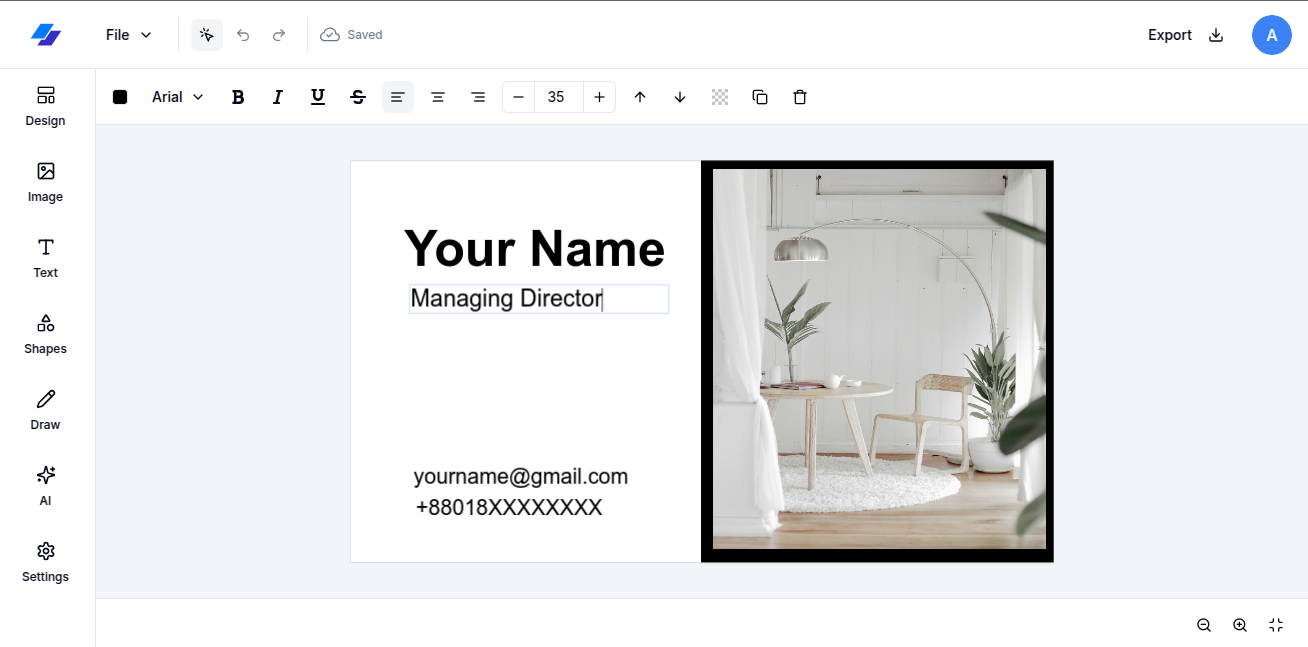 File
Saved
Export
A
Design
Image
Text
Shapes
Draw
AI
Settings
Arial
B I U S
35
Your Name
Managing Director
yourname@gmail.com
+88018XXXXXXXX